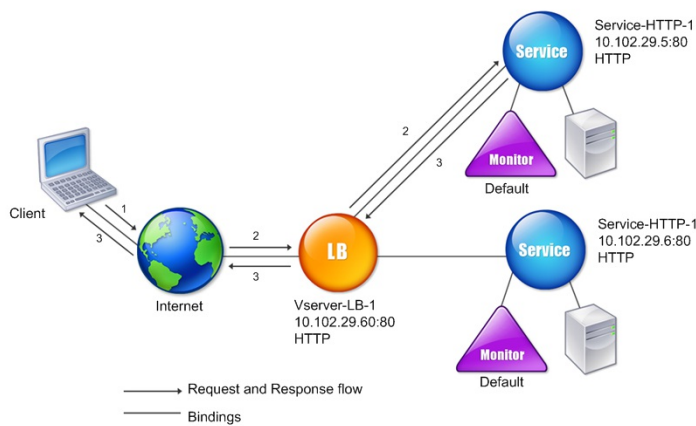 Service-HTTP-1
10.102.29.5:80
HTTP
Service
2
3
Monitor
Default
Client
1
3
2
3
LB
Internet
Vserver-LB-1
10.102.29.60:80
HTTP
Service-HTTP-1
10.102.29.6:80
HTTP
Service
Monitor
Default
Request and Response flow
Bindings